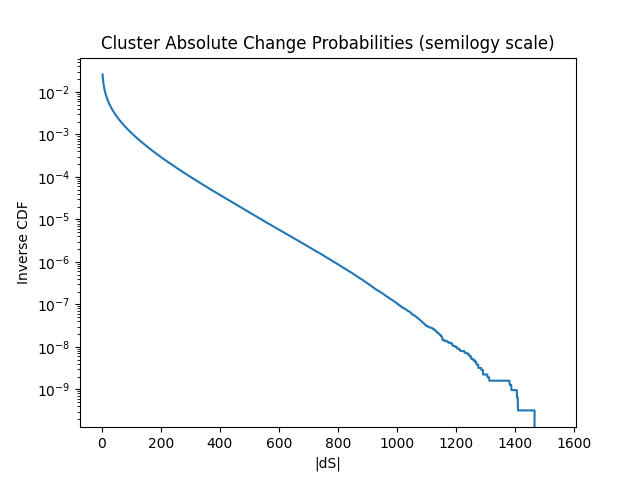 Cluster Absolute Change Probabilities (semilogy scale)
Inverse CDF
10⁻²
10⁻³
10⁻⁴
10⁻⁵
10⁻⁶
10⁻⁷
10⁻⁸
10⁻⁹
0 200 400 600 800 1000 1200 1400 1600
|dS|